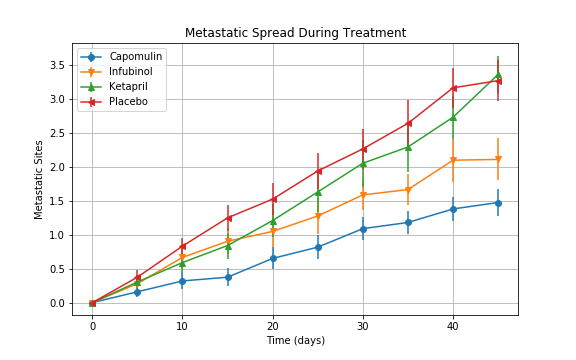 Metastatic Spread During Treatment
Capomulin
Infubinol
Ketapril
Placebo
Metastatic Sites
3.5
3.0
2.5
2.0
1.5
1.0
0.5
0.0
0 10 20 30 40
Time (days)